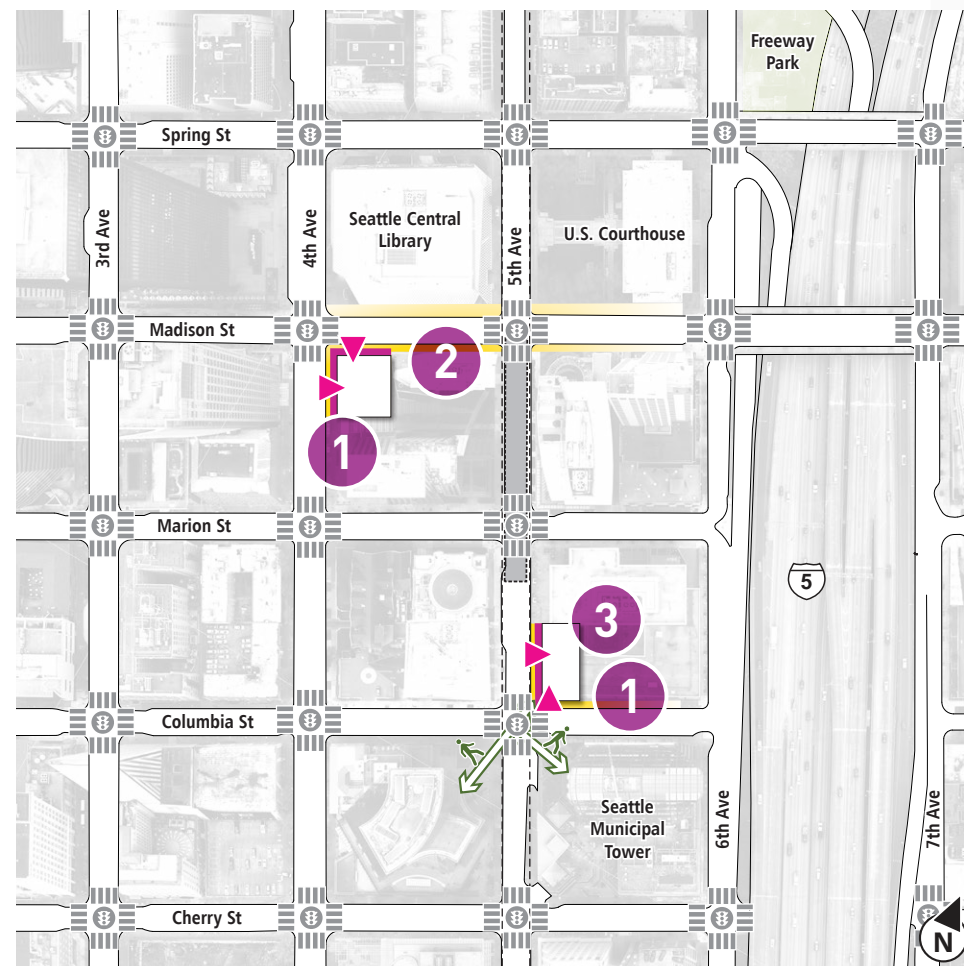 Freeway
Park
Spring St
3rd Ave
4th Ave
Seattle Central
Library
5th Ave
U.S. Courthouse
Madison St
2
1
Marion St
5
3
1
Columbia St
Seattle
Municipal
Tower
6th Ave
7th Ave
Cherry St
N